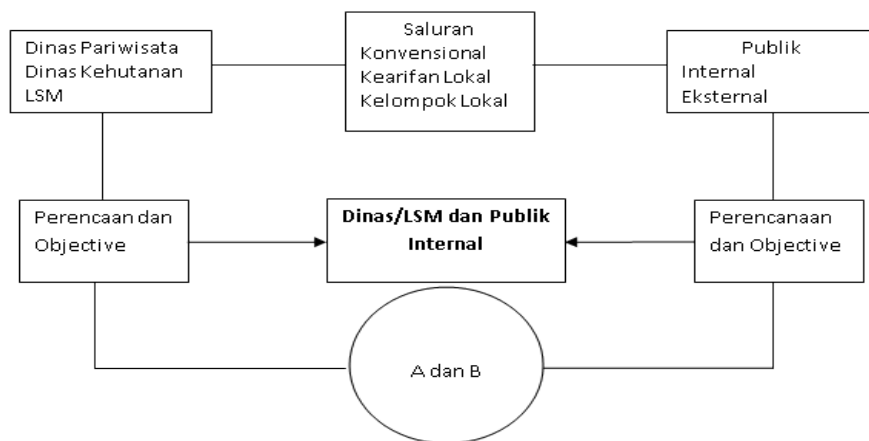 Dinas Pariwisata
Dinas Kehutanan
LSM
Saluran
Konvensional
Kearifan Lokal
Kelompok Lokal
Publik
Internal
Eksternal
Perencaan dan
Objective
Dinas/LSM dan Publik
Internal
Perencanaan
dan Objective
A dan B